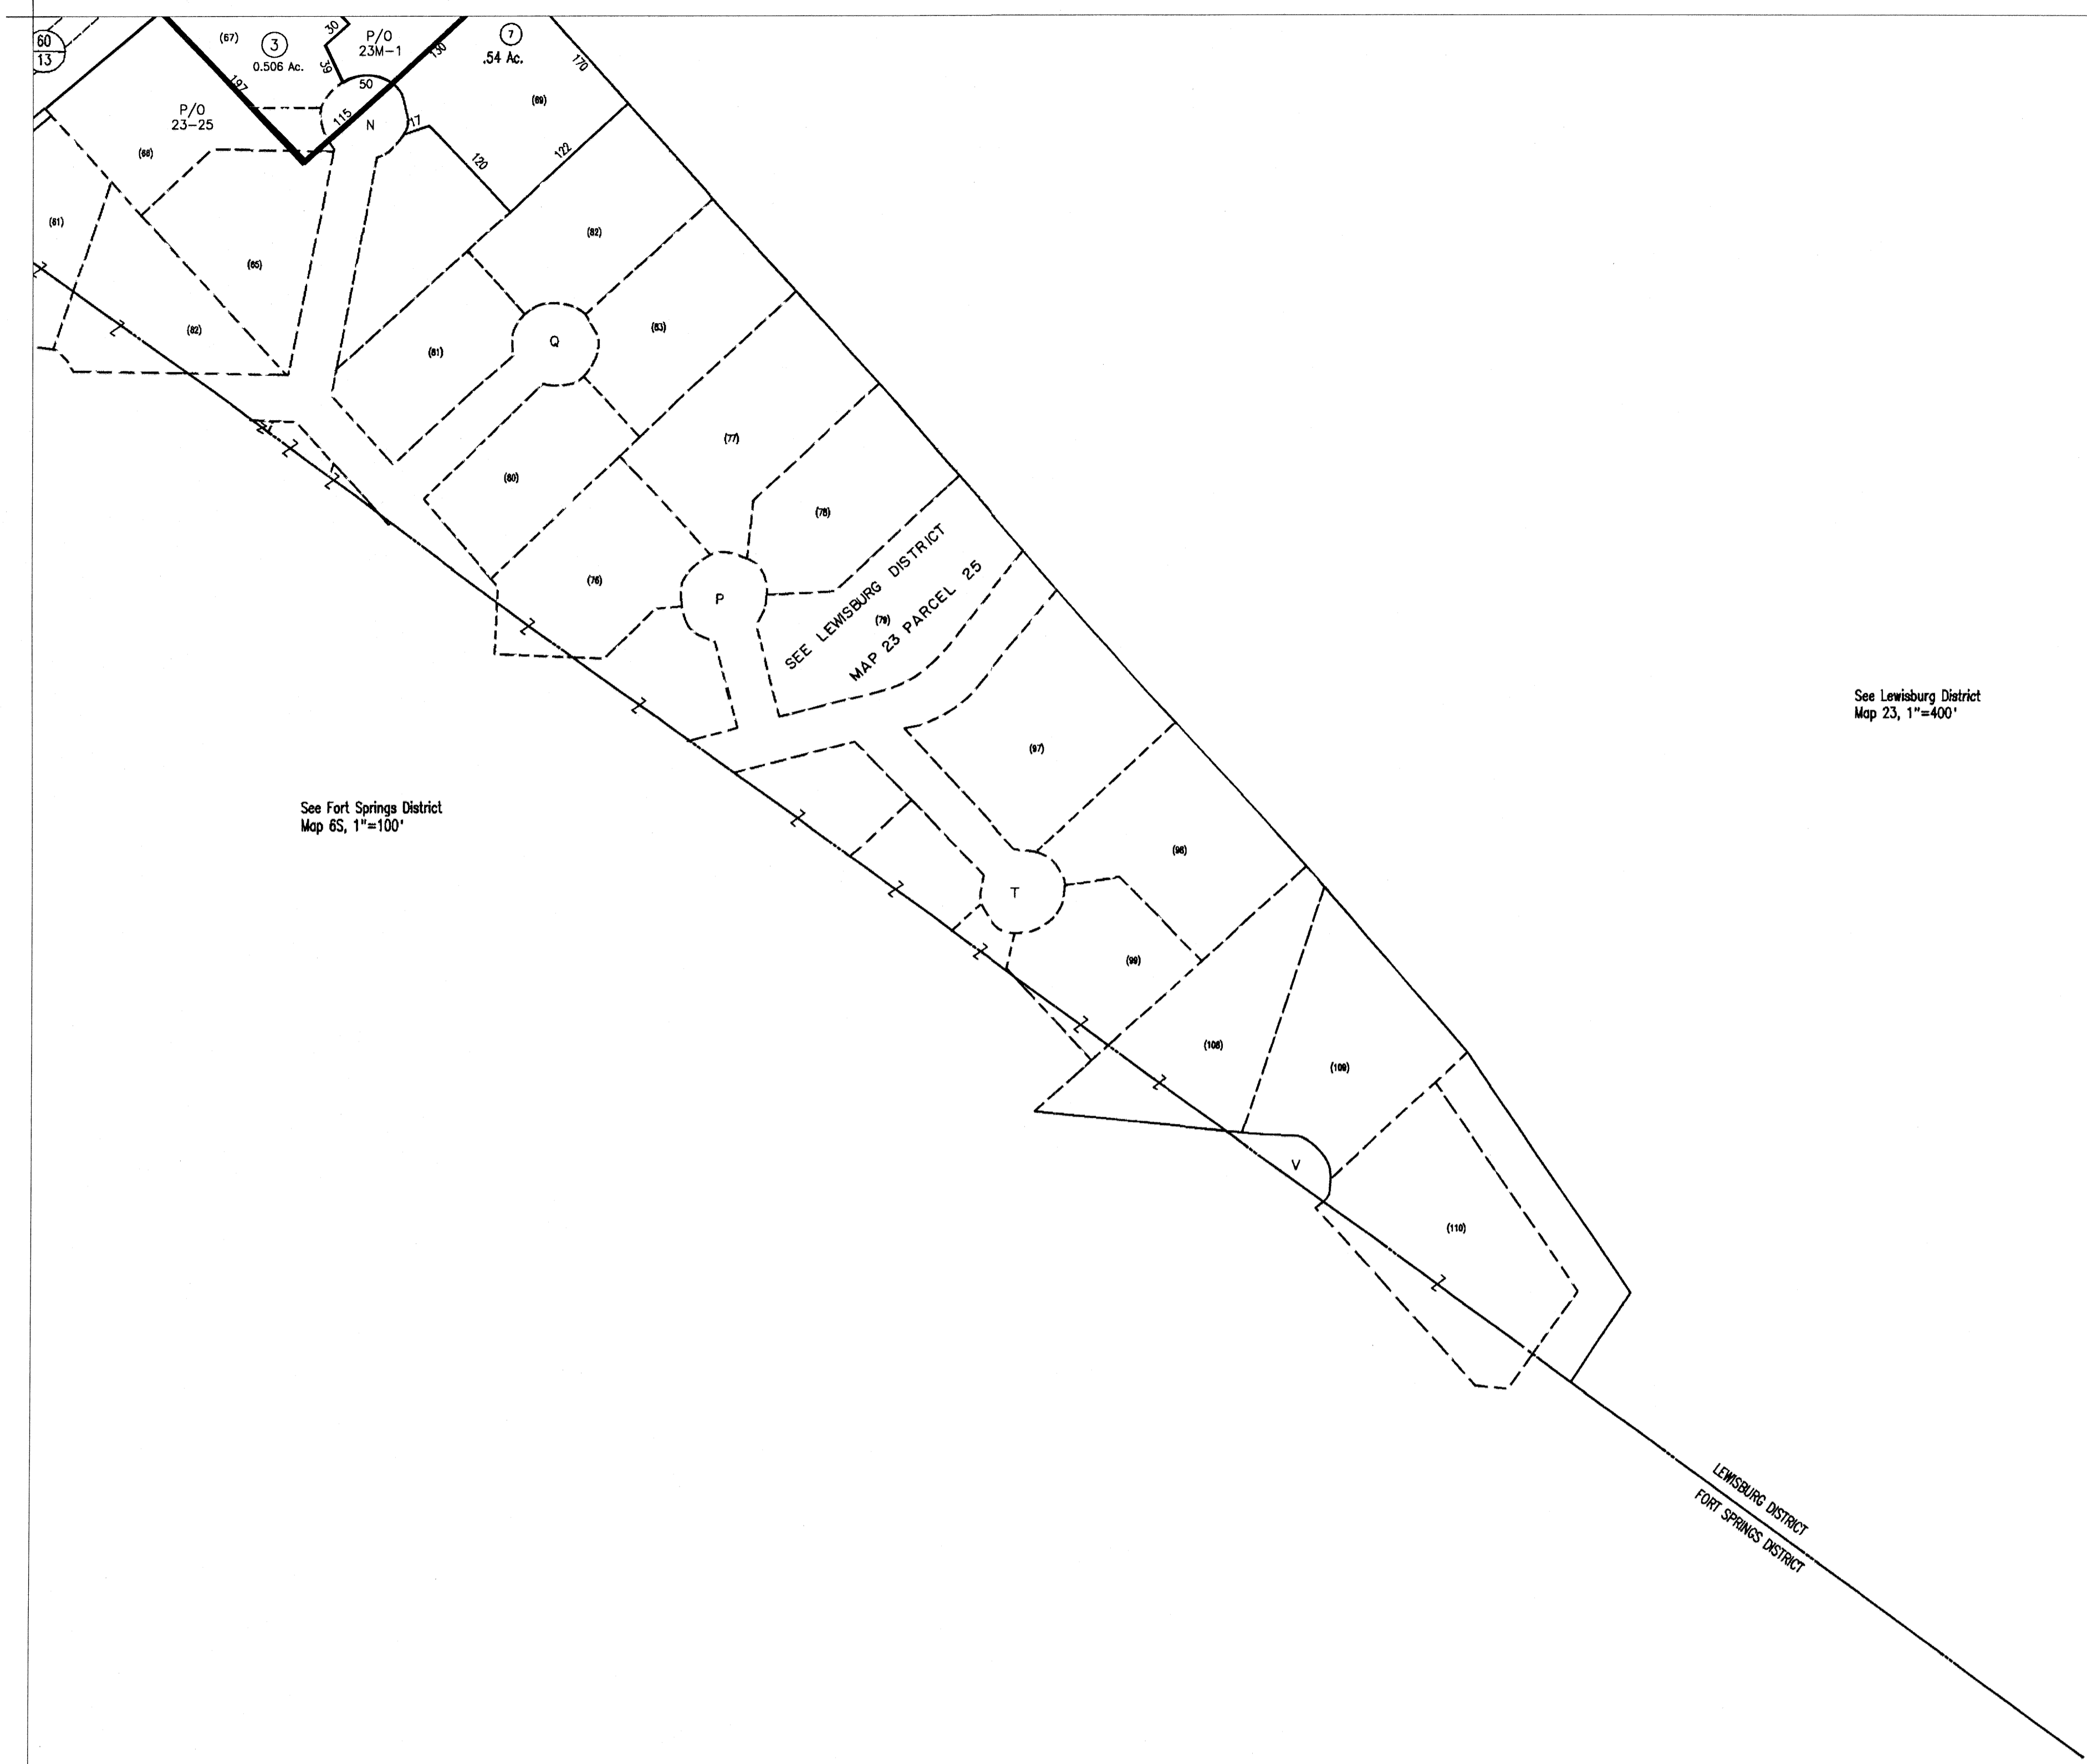 60
13
(67)
3
0.506 Ac.
30
39
P/O
23M-1
130
7
.54 Ac.
170
197
50
115
N
17
(69)
P/O
23-25
(68)
120
122
(61)
(65)
(82)
(62)
(81)
Q
(83)
(77)
(80)
(78)
(76)
P
SEE LEWISBURG DISTRICT
(79)
MAP 23 PARCEL 25
See Lewisburg District
Map 23, 1"=400'
(97)
See Fort Springs District
Map 6S, 1"=100'
(98)
T
(99)
(108)
(109)
V
(110)
LEWISBURG DISTRICT
FORT SPRINGS DISTRICT